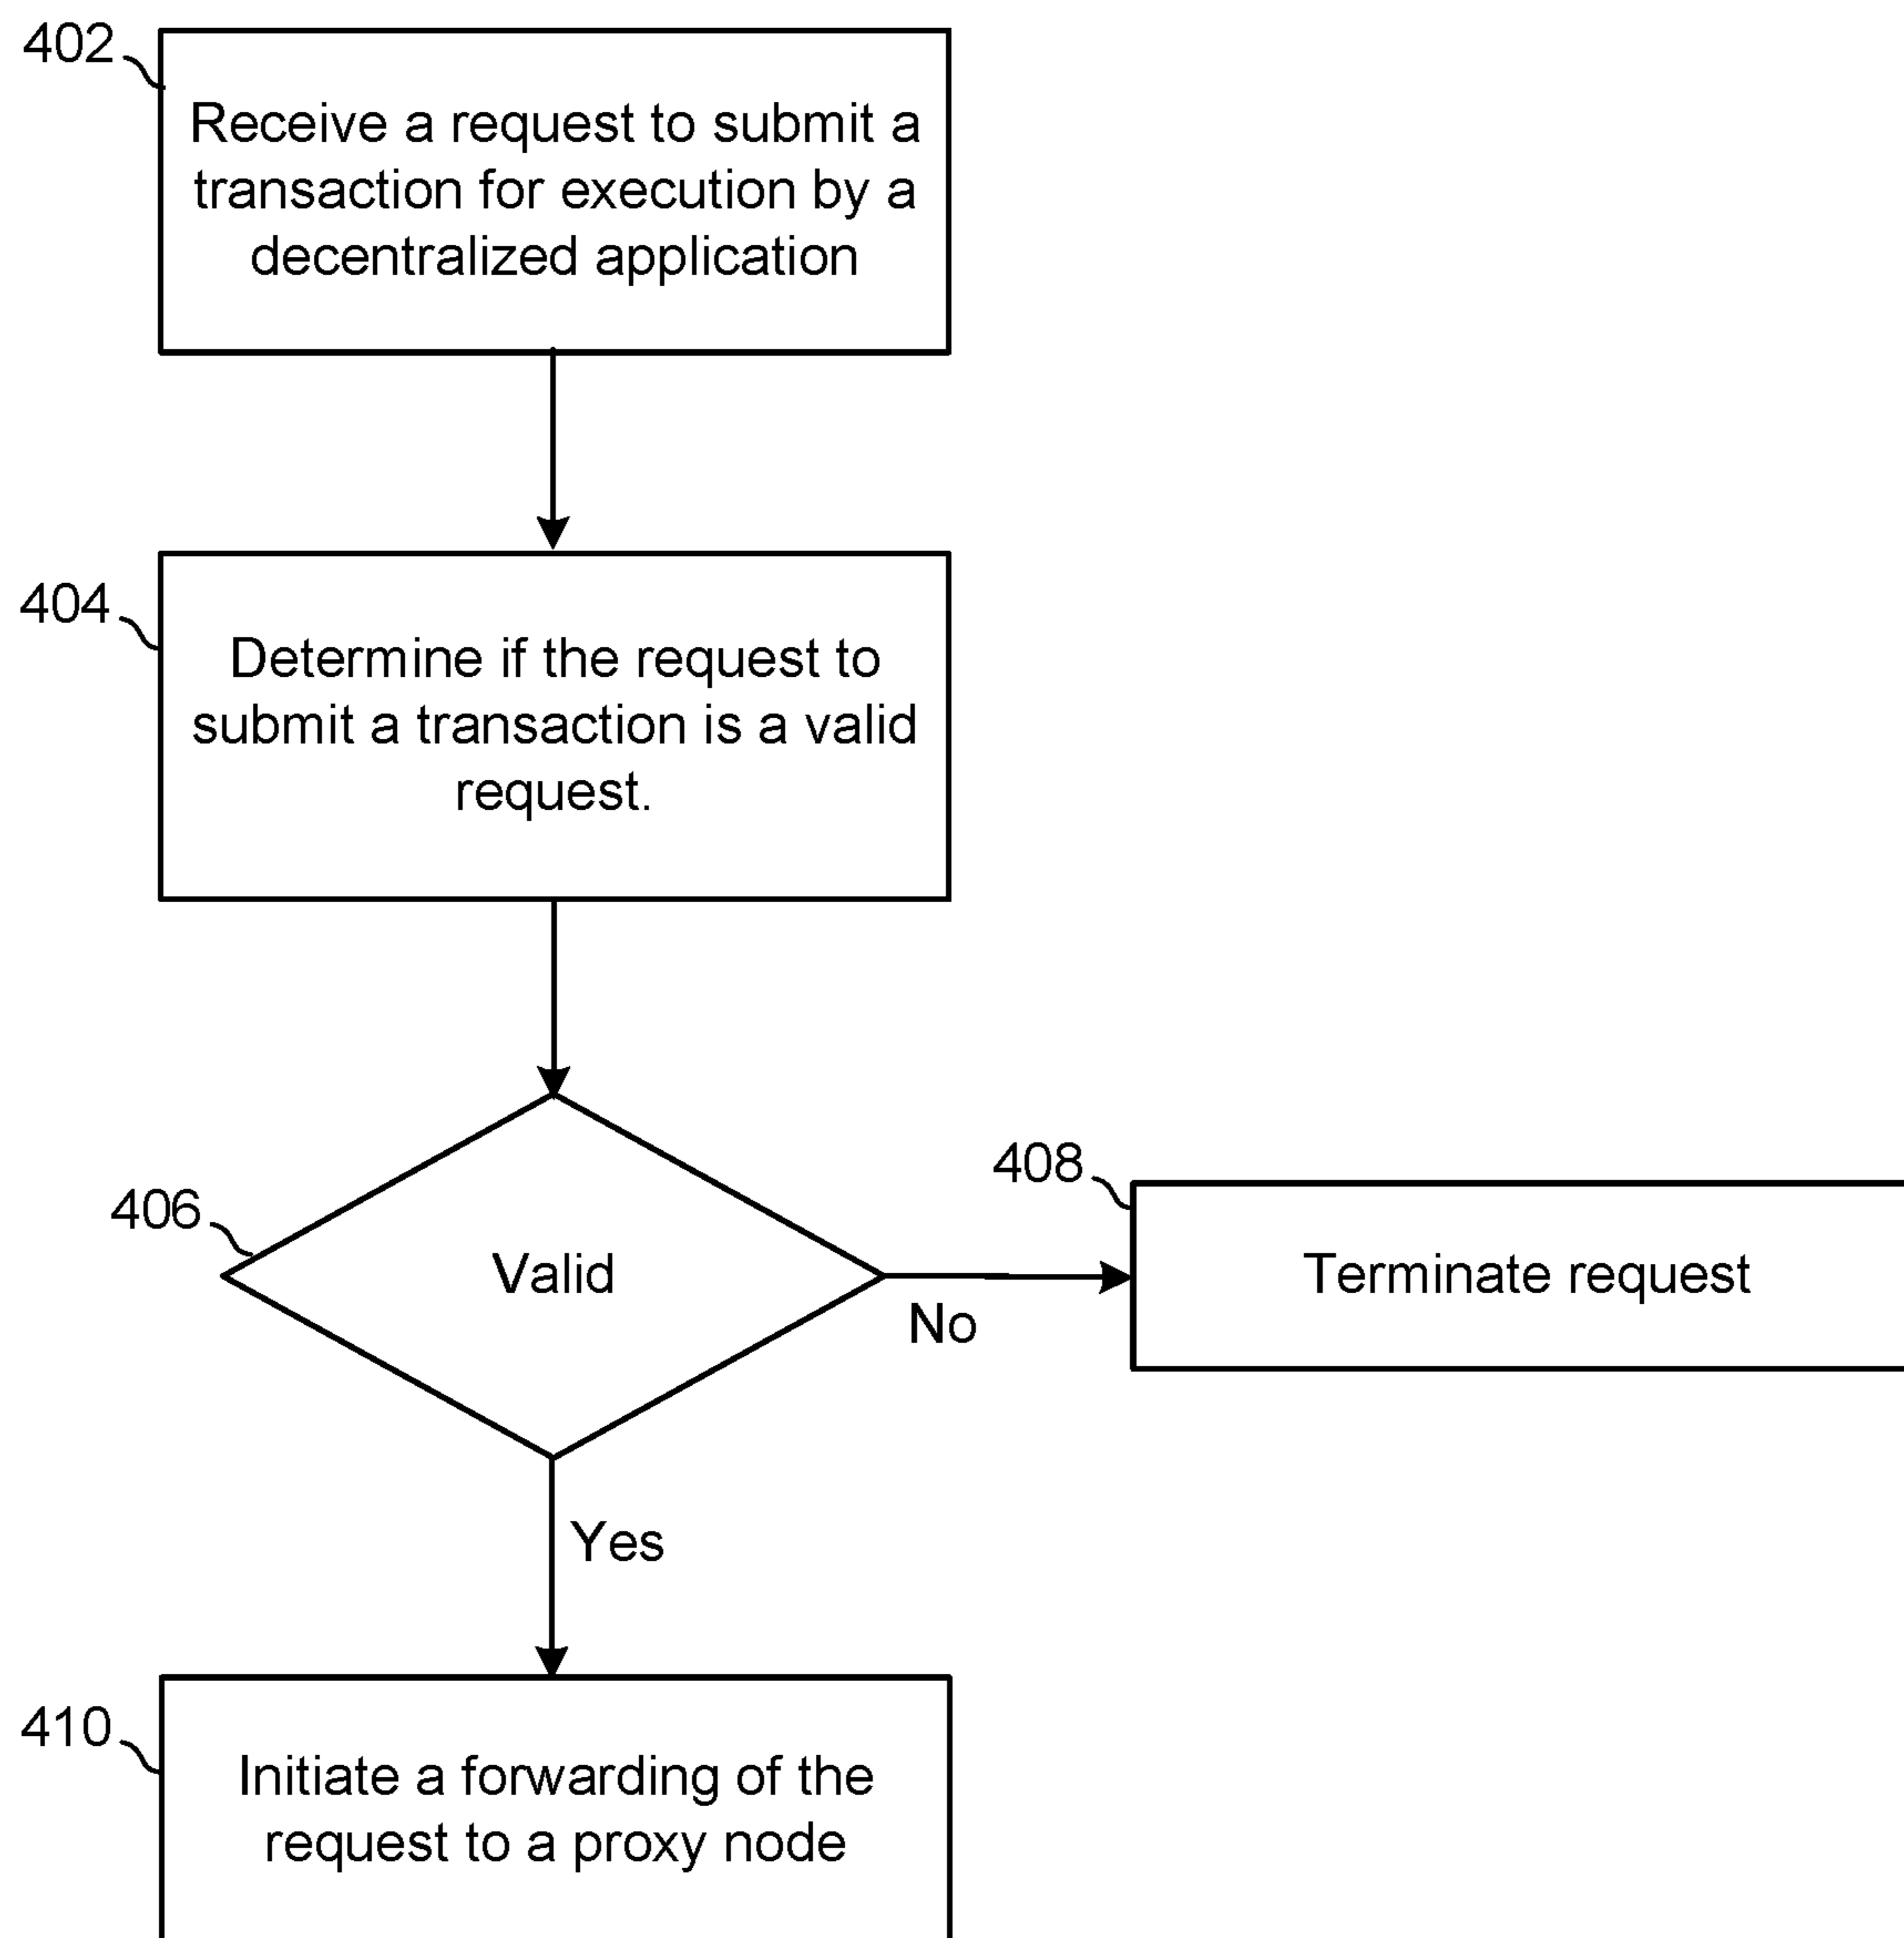 402
Receive a request to submit a
transaction for execution by a
decentralized application
404
Determine if the request to
submit a transaction is a valid
request.
406
Valid
408
Terminate request
No
Yes
410
Initiate a forwarding of the
request to a proxy node